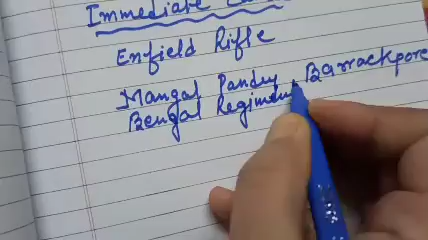 Immediate
Enfield Rifle
Mangal Pandey, Barrackpore
Bengal Regiment